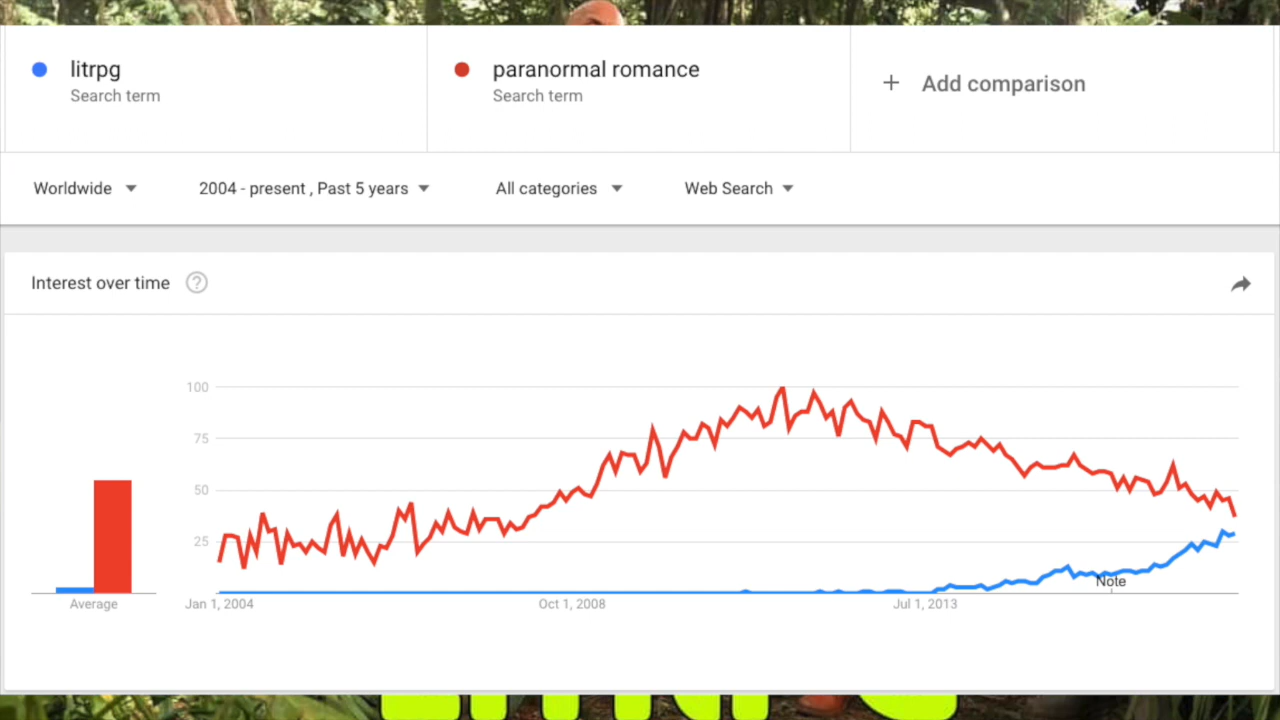 litrpg
Search term
paranormal romance
Search term
+ Add comparison
Worldwide
2004 - present , Past 5 years
All categories
Web Search
Interest over time ?
100
75
50
25
Average
Jan 1, 2004
Oct 1, 2008
Jul 1, 2013
Note